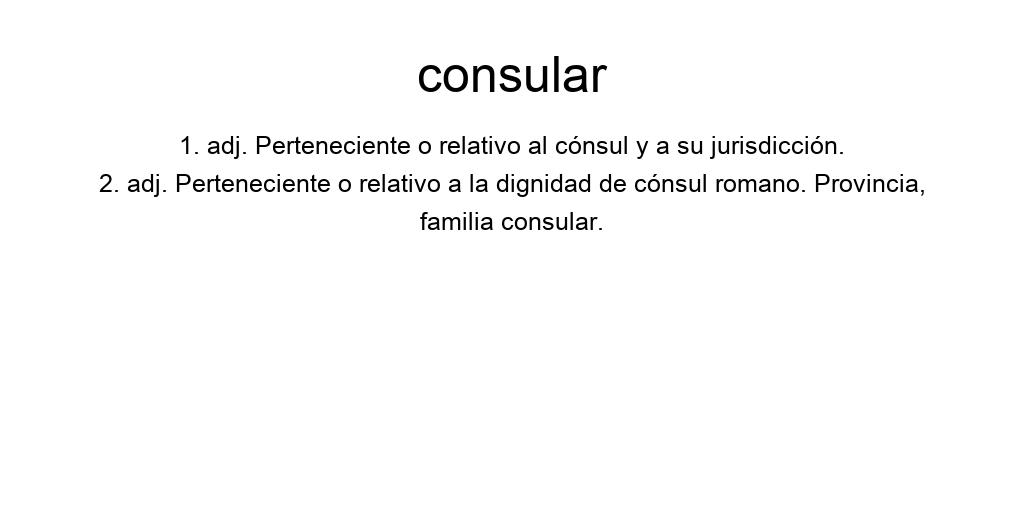 consular
1. adj. Perteneciente o relativo al cónsul y a su jurisdicción.
2. adj. Perteneciente o relativo a la dignidad de cónsul romano. Provincia,
familia consular.